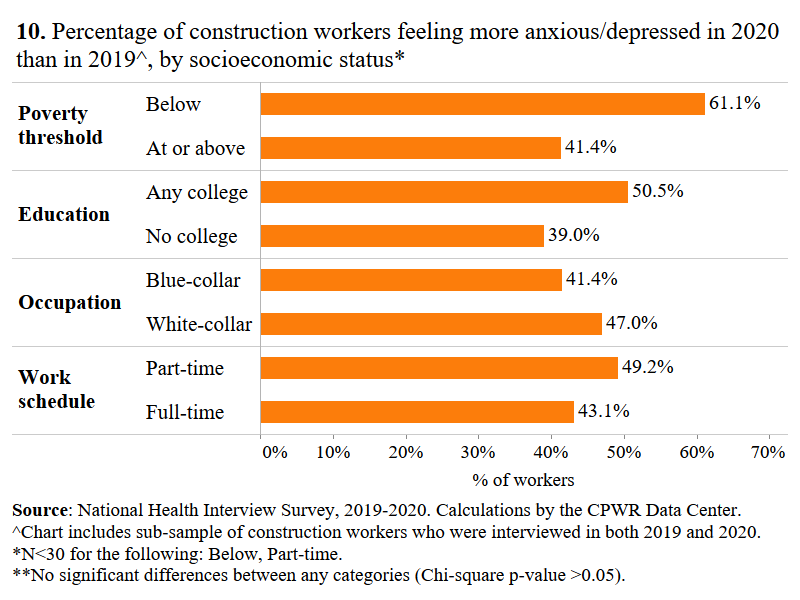 10. Percentage of construction workers feeling more anxious/depressed in 2020
than in 2019^, by socioeconomic status*
Poverty
threshold
Below
61.1%
At or above
41.4%
Education
Any college
50.5%
No college
39.0%
Occupation
Blue-collar
41.4%
White-collar
47.0%
Work
schedule
Part-time
49.2%
Full-time
43.1%
0% 10% 20% 30% 40% 50% 60% 70%
% of workers
Source: National Health Interview Survey, 2019-2020. Calculations by the CPWR Data Center.
^Chart includes sub-sample of construction workers who were interviewed in both 2019 and 2020.
*N<30 for the following: Below, Part-time.
**No significant differences between any categories (Chi-square p-value >0.05).